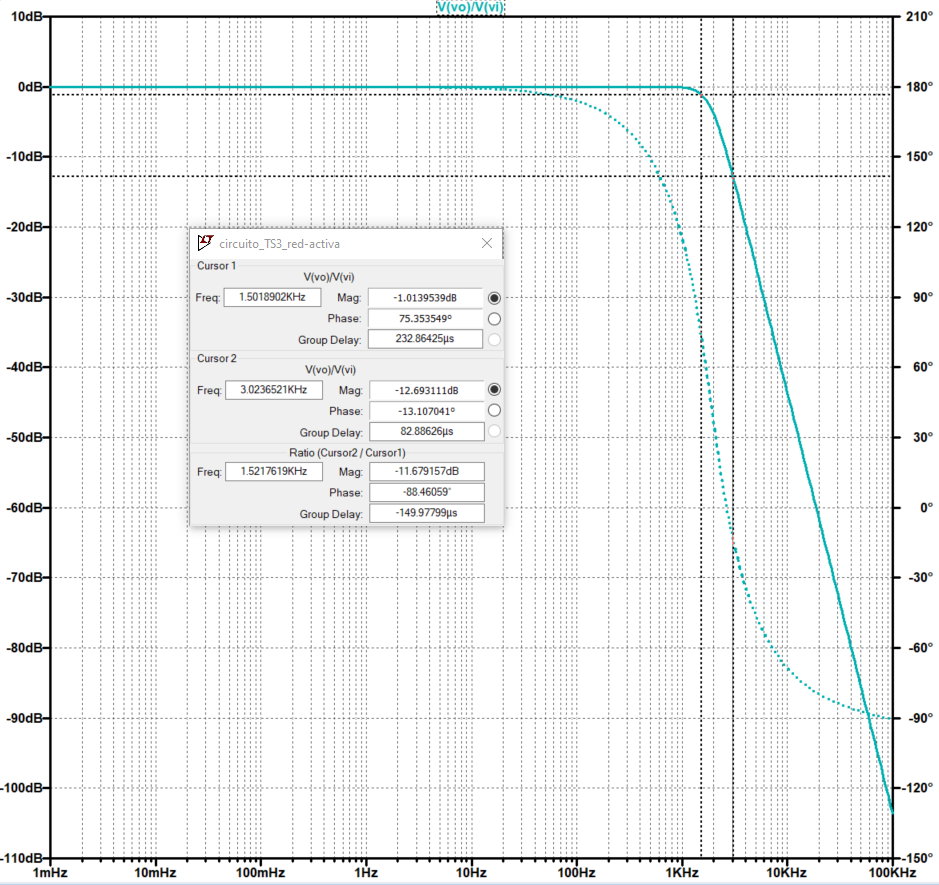 V(vo)/V(vi)
10dB
0dB
-10dB
-20dB
-30dB
-40dB
-50dB
-60dB
-70dB
-80dB
-90dB
-100dB
-110dB
210°
180°
150°
120°
90°
60°
30°
0°
-30°
-60°
-90°
-120°
-150°
circuito_TS3_red-activa
Cursor 1
V(vo)/V(vi)
Freq: 1.5018902KHz Mag: -1.0139539dB
Phase: 75.353549°
Group Delay: 232.86425µs
Cursor 2
V(vo)/V(vi)
Freq: 3.0236521KHz Mag: -12.693111dB
Phase: -13.107041°
Group Delay: 82.88626µs
Ratio (Cursor2 / Cursor1)
Freq: 1.5217619KHz Mag: -11.679157dB
Phase: -88.46059°
Group Delay: -149.97799µs
1mHz 10mHz 100mHz 1Hz 10Hz 100Hz 1KHz 10KHz 100KHz